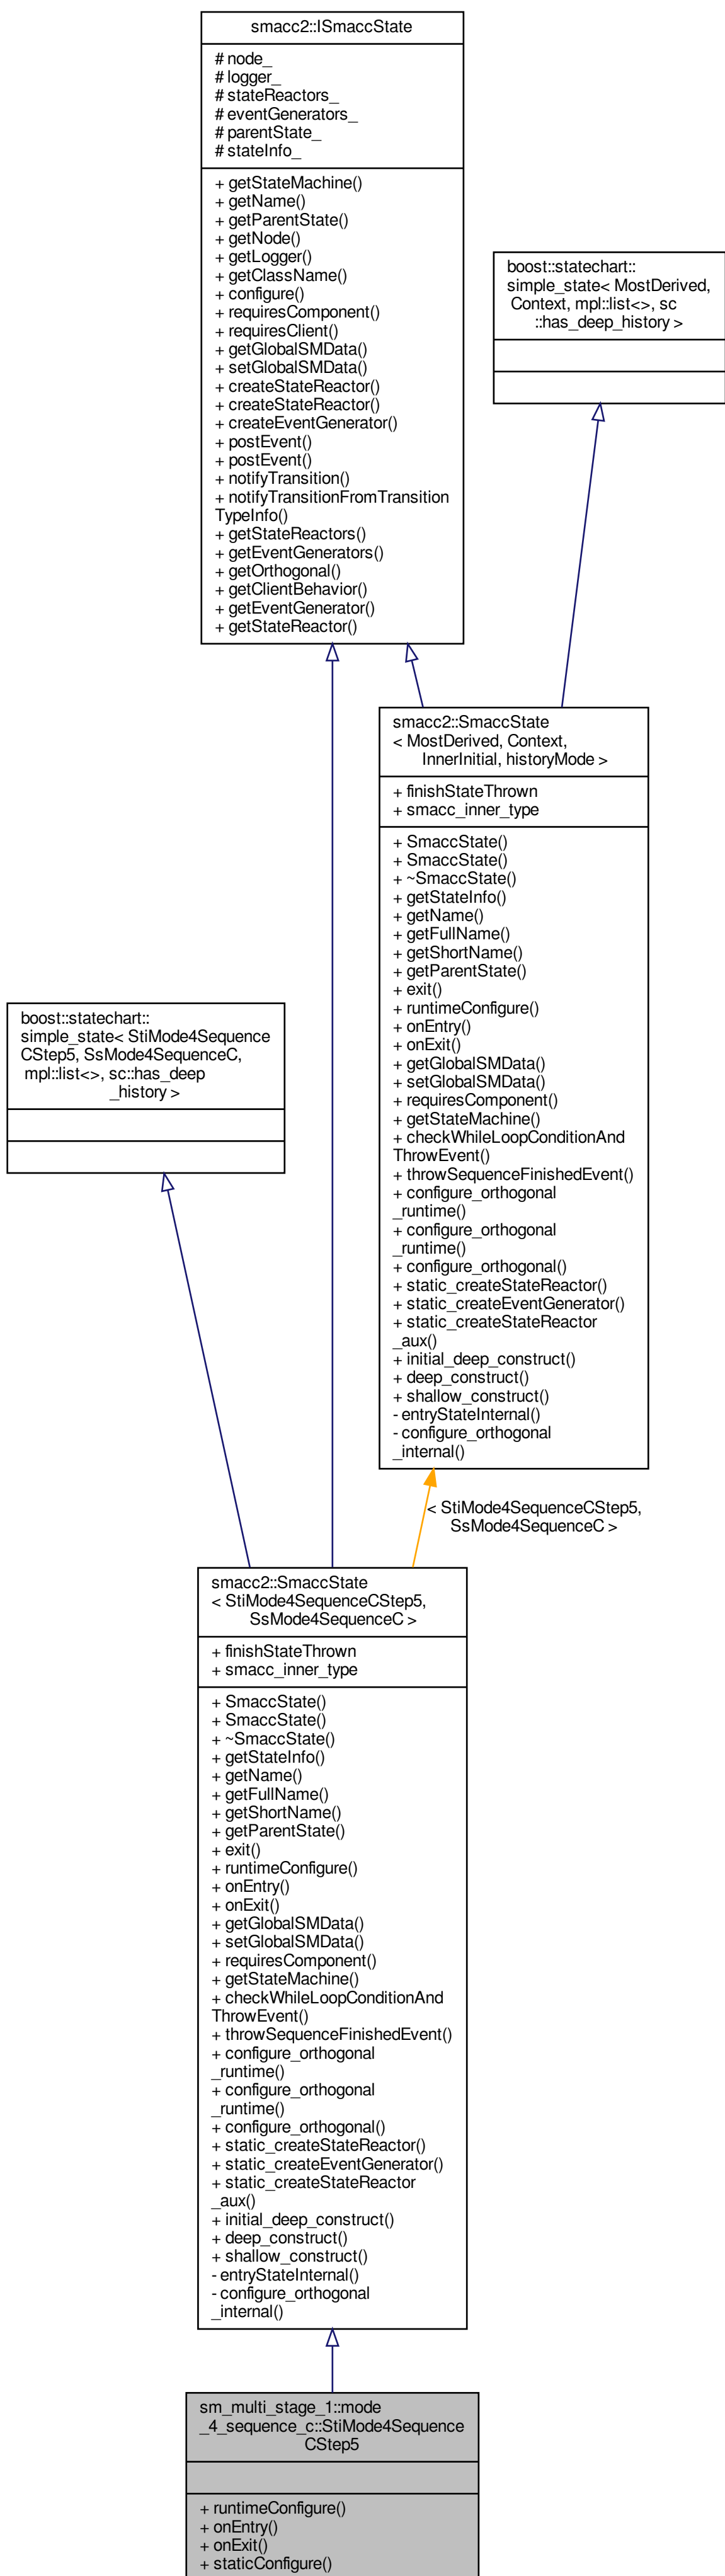 smacc2::ISmaccState
# node_
# logger_
# stateReactors_
# eventGenerators_
# parentState_
# stateInfo_
+ getStateMachine()
+ getName()
+ getParentState()
+ getNode()
+ getLogger()
+ getClassName()
+ configure()
+ requiresComponent()
+ requiresClient()
+ getGlobalSMData()
+ setGlobalSMData()
+ createStateReactor()
+ createStateReactor()
+ createEventGenerator()
+ postEvent()
+ postEvent()
+ notifyTransition()
+ notifyTransitionFromTransition
TypeInfo()
+ getStateReactors()
+ getEventGenerators()
+ getOrthogonal()
+ getClientBehavior()
+ getEventGenerator()
+ getStateReactor()
boost::statechart::
simple_state< MostDerived,
Context, mpl::list<>, sc
::has_deep_history >
smacc2::SmaccState
< MostDerived, Context,
InnerInitial, historyMode >
+ finishStateThrown
+ smacc_inner_type
+ SmaccState()
+ SmaccState()
+ ~SmaccState()
+ getStateInfo()
+ getName()
+ getFullName()
+ getShortName()
+ getParentState()
+ exit()
+ runtimeConfigure()
+ onEntry()
+ onExit()
+ getGlobalSMData()
+ setGlobalSMData()
+ requiresComponent()
+ getStateMachine()
+ checkWhileLoopConditionAnd
ThrowEvent()
+ throwSequenceFinishedEvent()
+ configure_orthogonal
_runtime()
+ configure_orthogonal
_runtime()
+ configure_orthogonal()
+ static_createStateReactor()
+ static_createEventGenerator()
+ static_createStateReactor
_aux()
+ initial_deep_construct()
+ deep_construct()
+ shallow_construct()
- entryStateInternal()
- configure_orthogonal
_internal()
boost::statechart::
simple_state< StiMode4Sequence
CStep5, SsMode4SequenceC,
mpl::list<>, sc::has_deep
_history >
< StiMode4SequenceCStep5,
SsMode4SequenceC >
smacc2::SmaccState
< StiMode4SequenceCStep5,
SsMode4SequenceC >
+ finishStateThrown
+ smacc_inner_type
+ SmaccState()
+ SmaccState()
+ ~SmaccState()
+ getStateInfo()
+ getName()
+ getFullName()
+ getShortName()
+ getParentState()
+ exit()
+ runtimeConfigure()
+ onEntry()
+ onExit()
+ getGlobalSMData()
+ setGlobalSMData()
+ requiresComponent()
+ getStateMachine()
+ checkWhileLoopConditionAnd
ThrowEvent()
+ throwSequenceFinishedEvent()
+ configure_orthogonal
_runtime()
+ configure_orthogonal
_runtime()
+ configure_orthogonal()
+ static_createStateReactor()
+ static_createEventGenerator()
+ static_createStateReactor
_aux()
+ initial_deep_construct()
+ deep_construct()
+ shallow_construct()
- entryStateInternal()
- configure_orthogonal
_internal()
sm_multi_stage_1::mode
_4_sequence_c::StiMode4Sequence
CStep5
+ runtimeConfigure()
+ onEntry()
+ onExit()
+ staticConfigure()